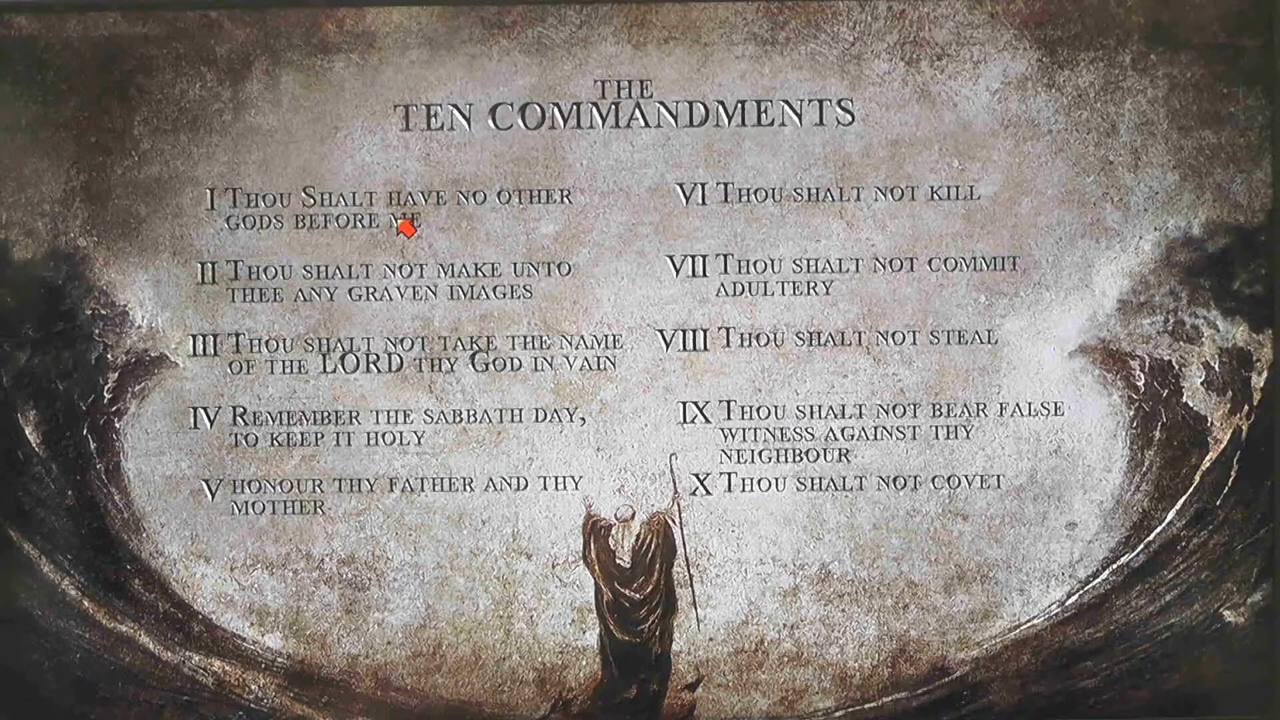 THE
TEN COMMANDMENTS
I THOU SHALT HAVE NO OTHER
GODS BEFORE ME
II THOU SHALT NOT MAKE UNTO
THEE ANY GRAVEN IMAGES
III THOU SHALT NOT TAKE THE NAME
OF THE LORD THY GOD IN VAIN
IV REMEMBER THE SABBATH DAY,
TO KEEP IT HOLY
V HONOUR THY FATHER AND THY
MOTHER
VI THOU SHALT NOT KILL
VII THOU SHALT NOT COMMIT
ADULTERY
VIII THOU SHALT NOT STEAL
IX THOU SHALT NOT BEAR FALSE
WITNESS AGAINST THY
NEIGHBOUR
X THOU SHALT NOT COVET